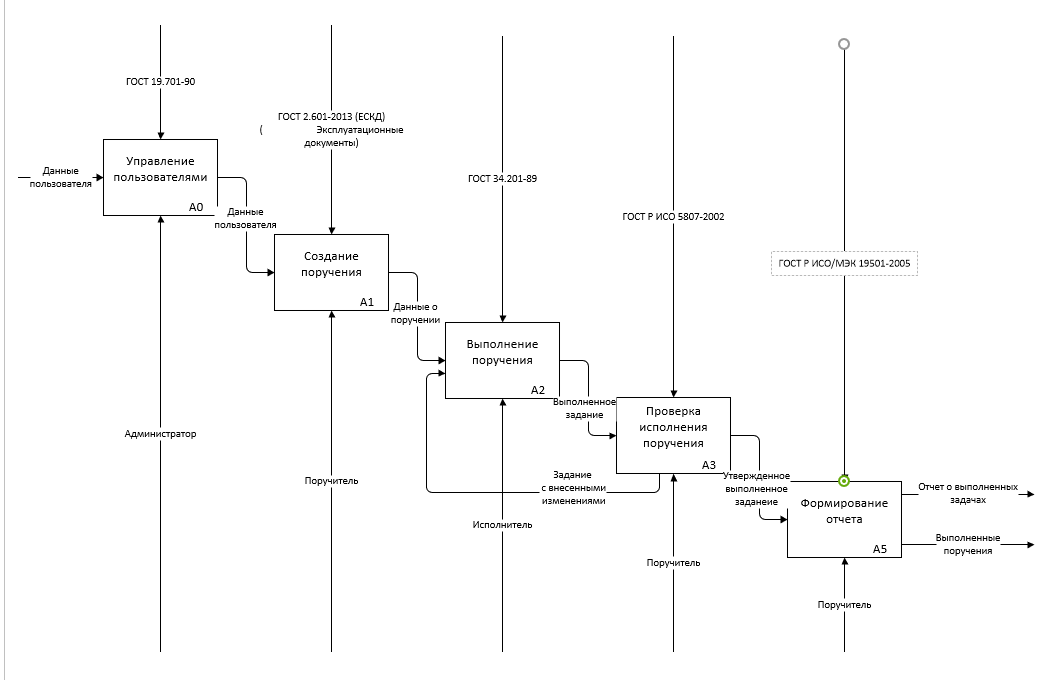 ГОСТ 19.701-90
ГОСТ 2.601-2013 (ЕСКД)
( Эксплуатационные
документы)
ГОСТ 34.201-89
ГОСТ Р ИСО 5807-2002
ГОСТ Р ИСО/МЭК 19501-2005
Данные
пользователя
Управление
пользователями
A0
Данные
пользователя
Создание
поручения
A1
Данные о
поручении
Выполнение
поручения
A2
Выполненное
задание
Проверка
исполнения
поручения
A3
Задание
с внесенными
изменениями
Утвержденное
выполненное
заданеие
Формирование
отчета
A5
Отчет о выполненных
задачах
Выполненные
поручения
Администратор
Поручитель
Исполнитель
Поручитель
Поручитель